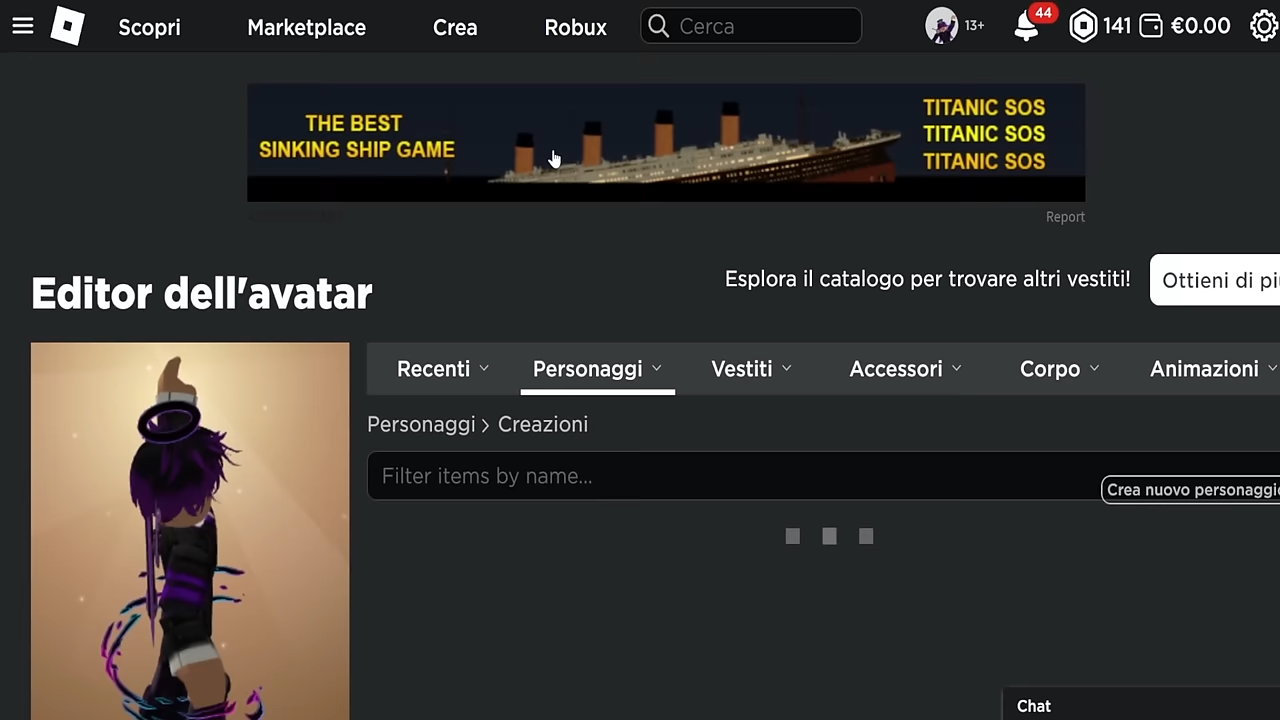 Scopri
Marketplace
Crea
Robux
Cerca
13+
44
141
€0.00
THE BEST
SINKING SHIP GAME
TITANIC SOS
TITANIC SOS
TITANIC SOS
Report
Editor dell'avatar
Esplora il catalogo per trovare altri vestiti!
Ottieni di pi
Recenti
Personaggi
Vestiti
Accessori
Corpo
Animazioni
Personaggi > Creazioni
Filter items by name...
Crea nuovo personaggio
Chat